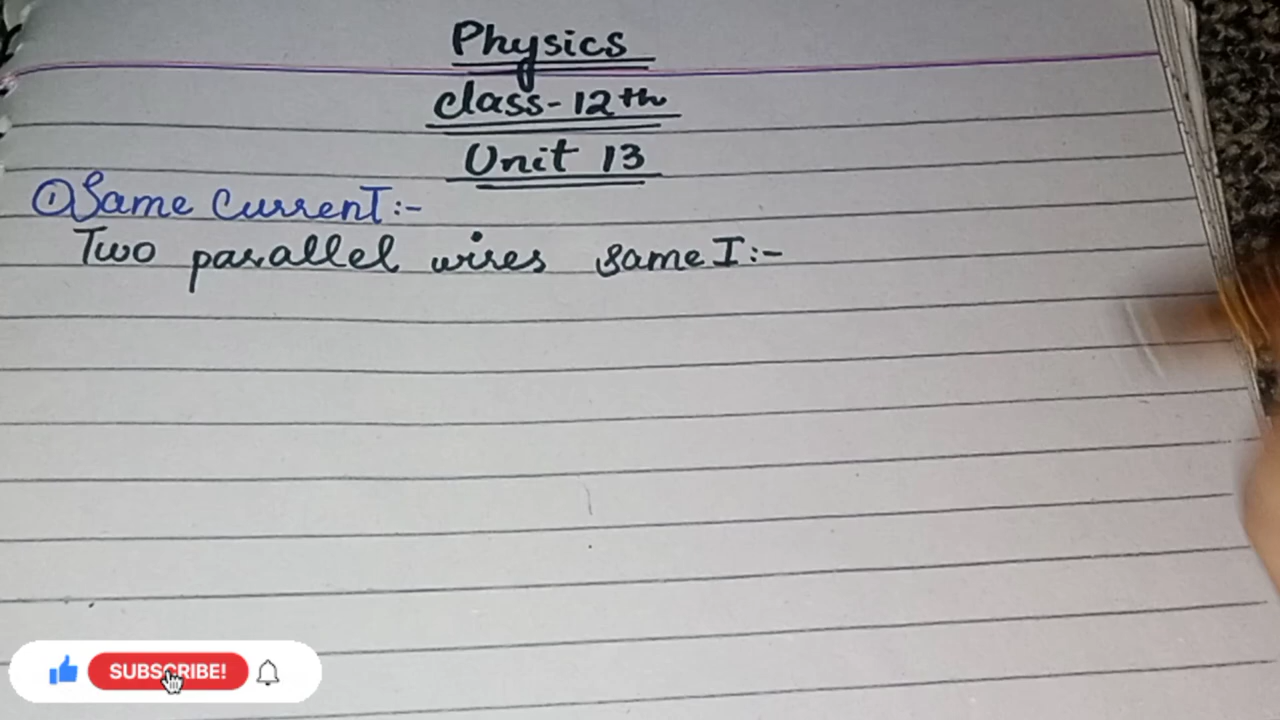 Physics
Class-12th
Unit 13
① Same Current:-
Two parallel wires same I:-
SUBSCRIBE!